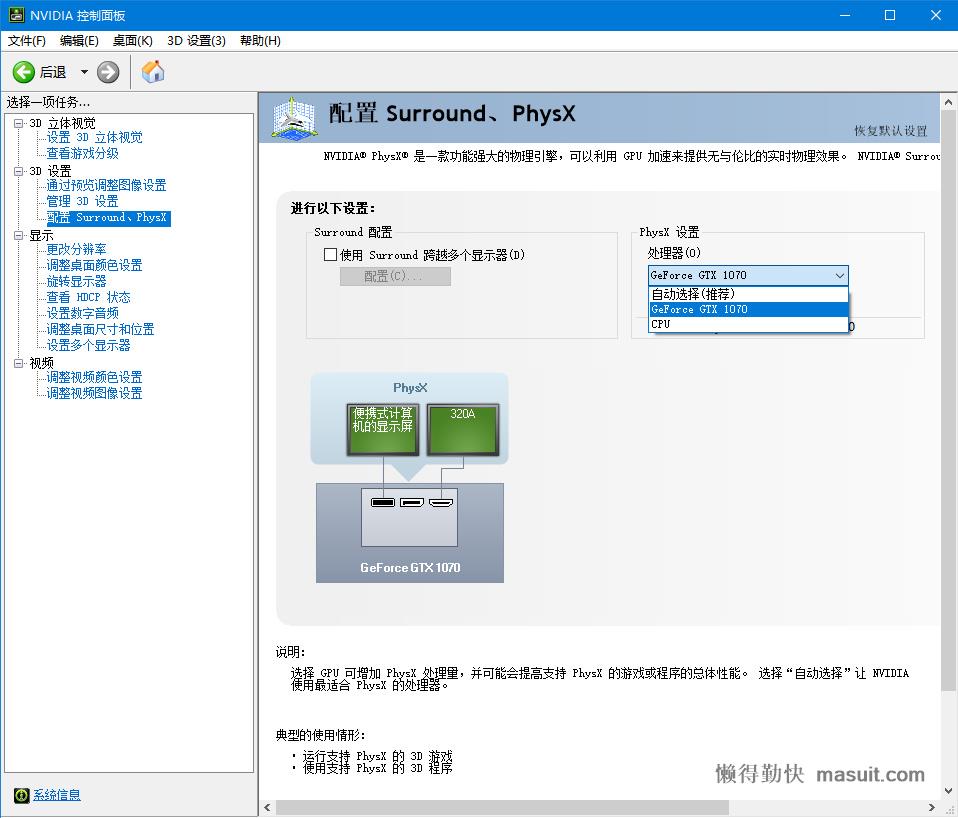 NVIDIA 控制面板
文件(F) 编辑(E) 桌面(K) 3D 设置(3) 帮助(H)
后退
选择一项任务...
3D 立体视觉
设置 3D 立体视觉
查看游戏分级
3D 设置
通过预览调整图像设置
管理 3D 设置
配置 Surround、PhysX
显示
更改分辨率
调整桌面颜色设置
旋转显示器
查看 HDCP 状态
设置数字音频
调整桌面尺寸和位置
设置多个显示器
视频
调整视频颜色设置
调整视频图像设置
系统信息
配置 Surround、PhysX
恢复默认设置
NVIDIA® PhysX® 是一款功能强大的物理引擎，可以利用 GPU 加速来提供无与伦比的实时物理效果。 NVIDIA® Surrou
进行以下设置：
Surround 配置
使用 Surround 跨越多个显示器(D)
配置(C)...
PhysX 设置
处理器(O)
GeForce GTX 1070
自动选择(推荐)
GeForce GTX 1070
CPU
PhysX
便携式计算
机的显示屏
320A
GeForce GTX 1070
说明：
选择 GPU 可增加 PhysX 处理量，并可能会提高支持 PhysX 的游戏或程序的总体性能。 选择“自动选择”让 NVIDIA
使用最适合 PhysX 的处理器。
典型的使用情形：
· 运行支持 PhysX 的 3D 游戏
· 使用支持 PhysX 的 3D 程序
懒得勤快 masuit.com